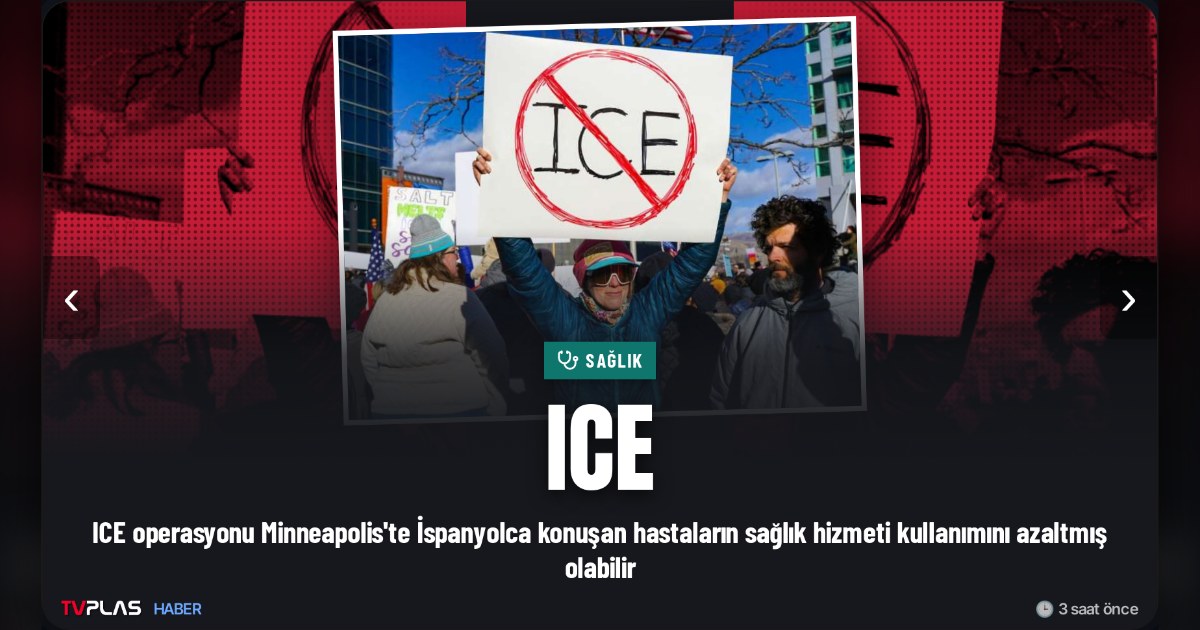 ICE
SALT
MELTS
SAĞLIK
ICE
ICE operasyonu Minneapolis'te İspanyolca konuşan hastaların sağlık hizmeti kullanımını azaltmış
olabilir
TVPLAS HABER
3 saat önce